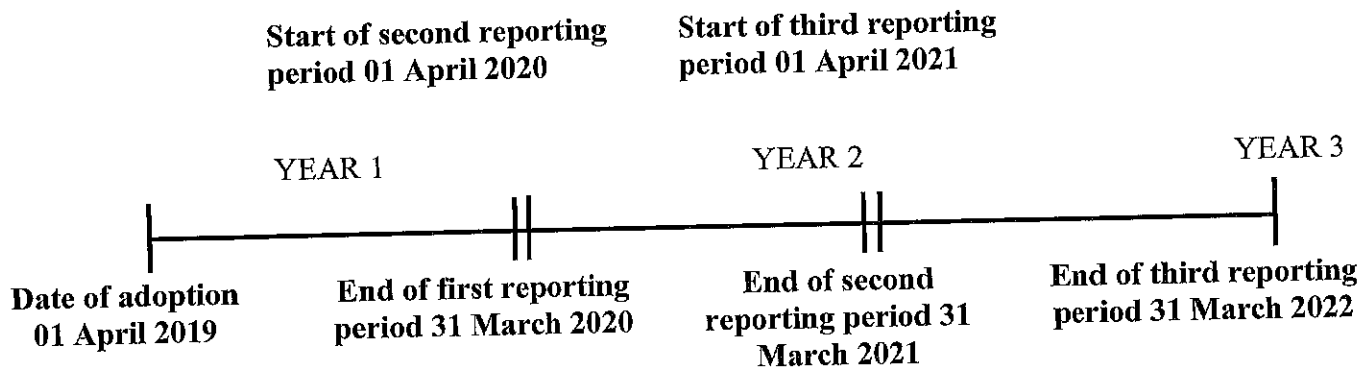 Start of second reporting
period 01 April 2020
Start of third reporting
period 01 April 2021
YEAR 1
YEAR 2
YEAR 3
Date of adoption
01 April 2019
End of first reporting
period 31 March 2020
End of second
reporting period 31
March 2021
End of third reporting
period 31 March 2022